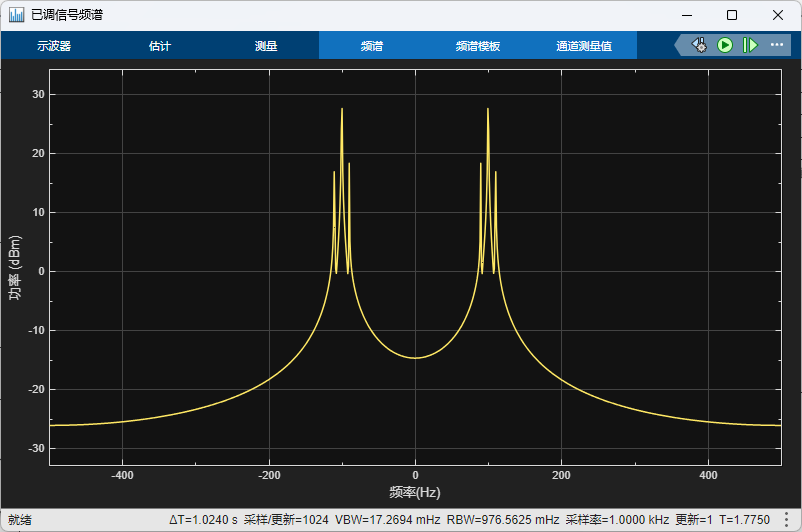 已调信号频谱
示波器 估计 测量 频谱 频谱模板 通道测量值
30
20
10
0
-10
-20
-30
功率 (dBm)
-400 -200 0 200 400
频率(Hz)
就绪 ΔT=1.0240 s 采样/更新=1024 VBW=17.2694 mHz RBW=976.5625 mHz 采样率=1.0000 kHz 更新=1 T=1.7750